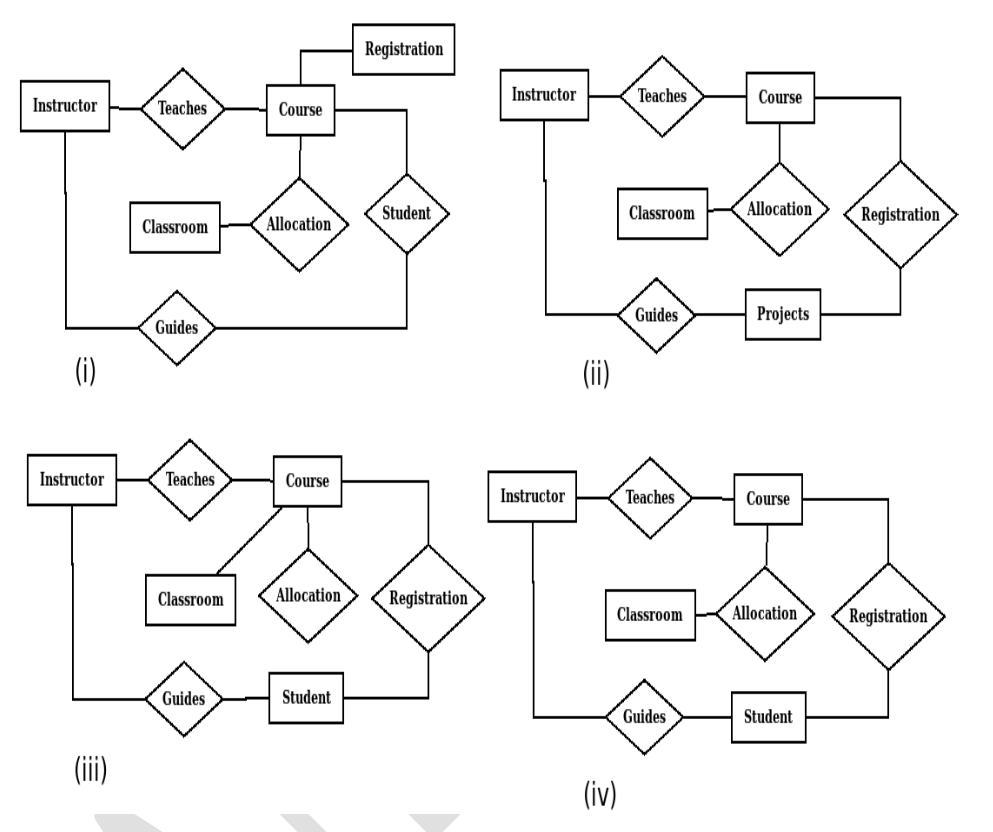 Registration
Instructor
Teaches
Course
Classroom
Allocation
Student
Guides
(i)
Instructor
Teaches
Course
Classroom
Allocation
Registration
Guides
Projects
(ii)
Instructor
Teaches
Course
Classroom
Allocation
Registration
Guides
Student
(iii)
Instructor
Teaches
Course
Classroom
Allocation
Registration
Guides
Student
(iv)